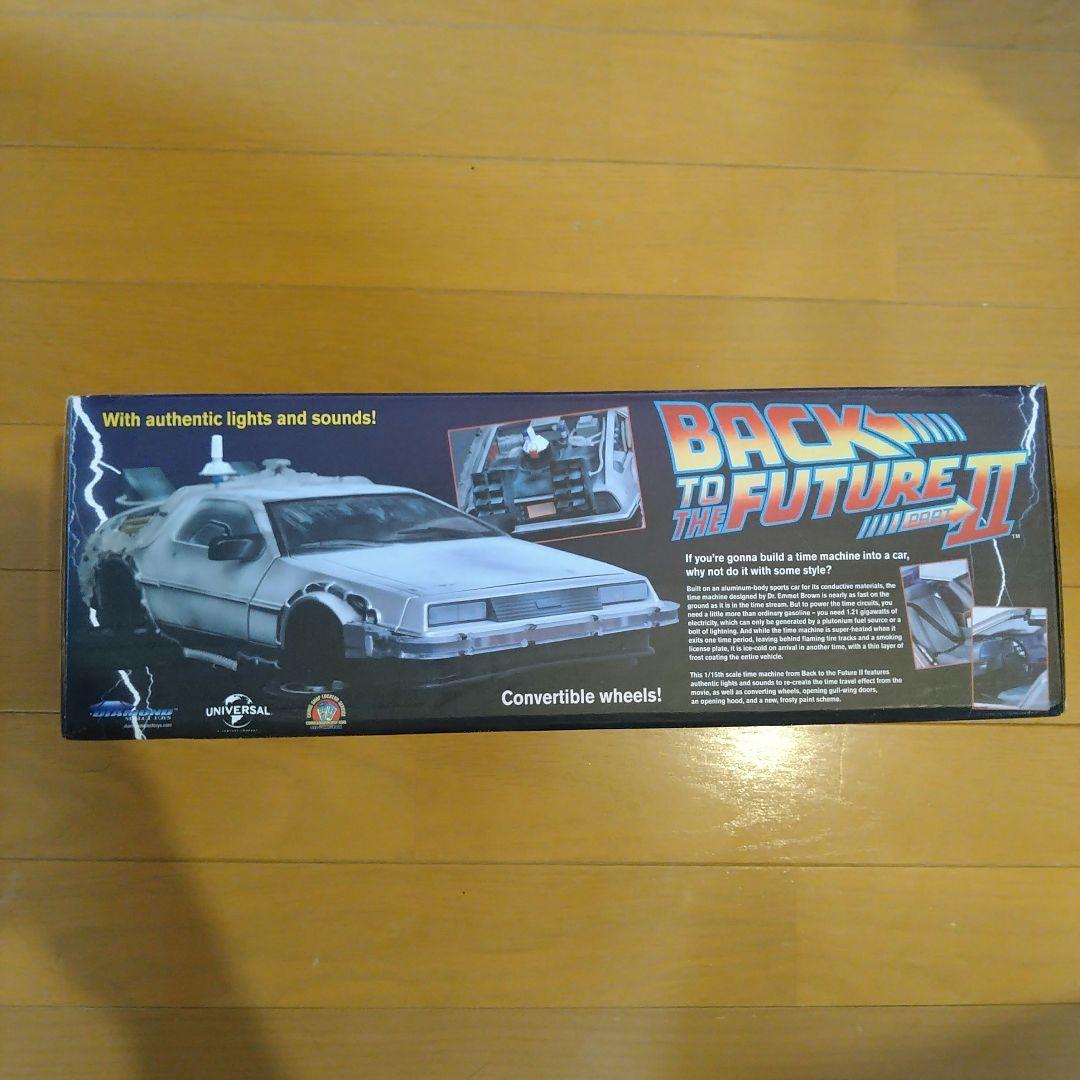 With authentic lights and sounds!
BACK
TO
THE FUTURE
PART II
TM
If you're gonna build a time machine into a car,
why not do it with some style?
Built on an aluminum-body sports car for its conductive materials, the
time machine designed by Dr. Emmet Brown is nearly as fast on the
ground as it is in the time stream. But to power the time circuits, you
need a little more than ordinary gasoline – you need 1.21 gigawatts of
electricity, which can only be generated by a plutonium fuel source or a
bolt of lightning. And while the time machine is super-heated when it
exits one time period, leaving behind flaming tire tracks and a smoking
license plate, it is ice-cold on arrival in another time, with a thin layer of
frost coating the entire vehicle.
This 1/15th scale time machine from Back to the Future II features
authentic lights and sounds to re-create the time travel effect from the
movie, as well as converting wheels, opening gull-wing doors,
an opening hood, and a new, frosty paint scheme.
Convertible wheels!
DIAMOND
SELECT TOYS
UNIVERSAL